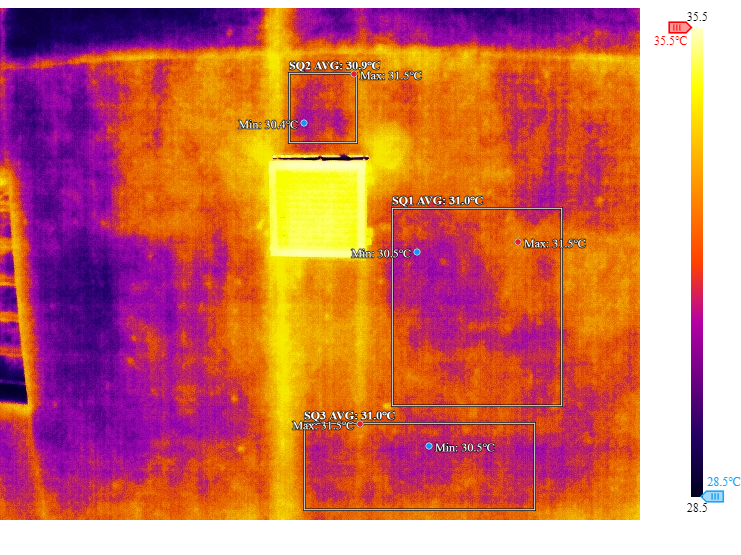 35.5
35.5℃
SQ2 AVG: 30.9℃
Max: 31.5℃
Min: 30.4℃
SQ1 AVG: 31.0℃
Max: 31.5℃
Min: 30.5℃
SQ3 AVG: 31.0℃
Max: 31.5℃
Min: 30.5℃
28.5℃
28.5